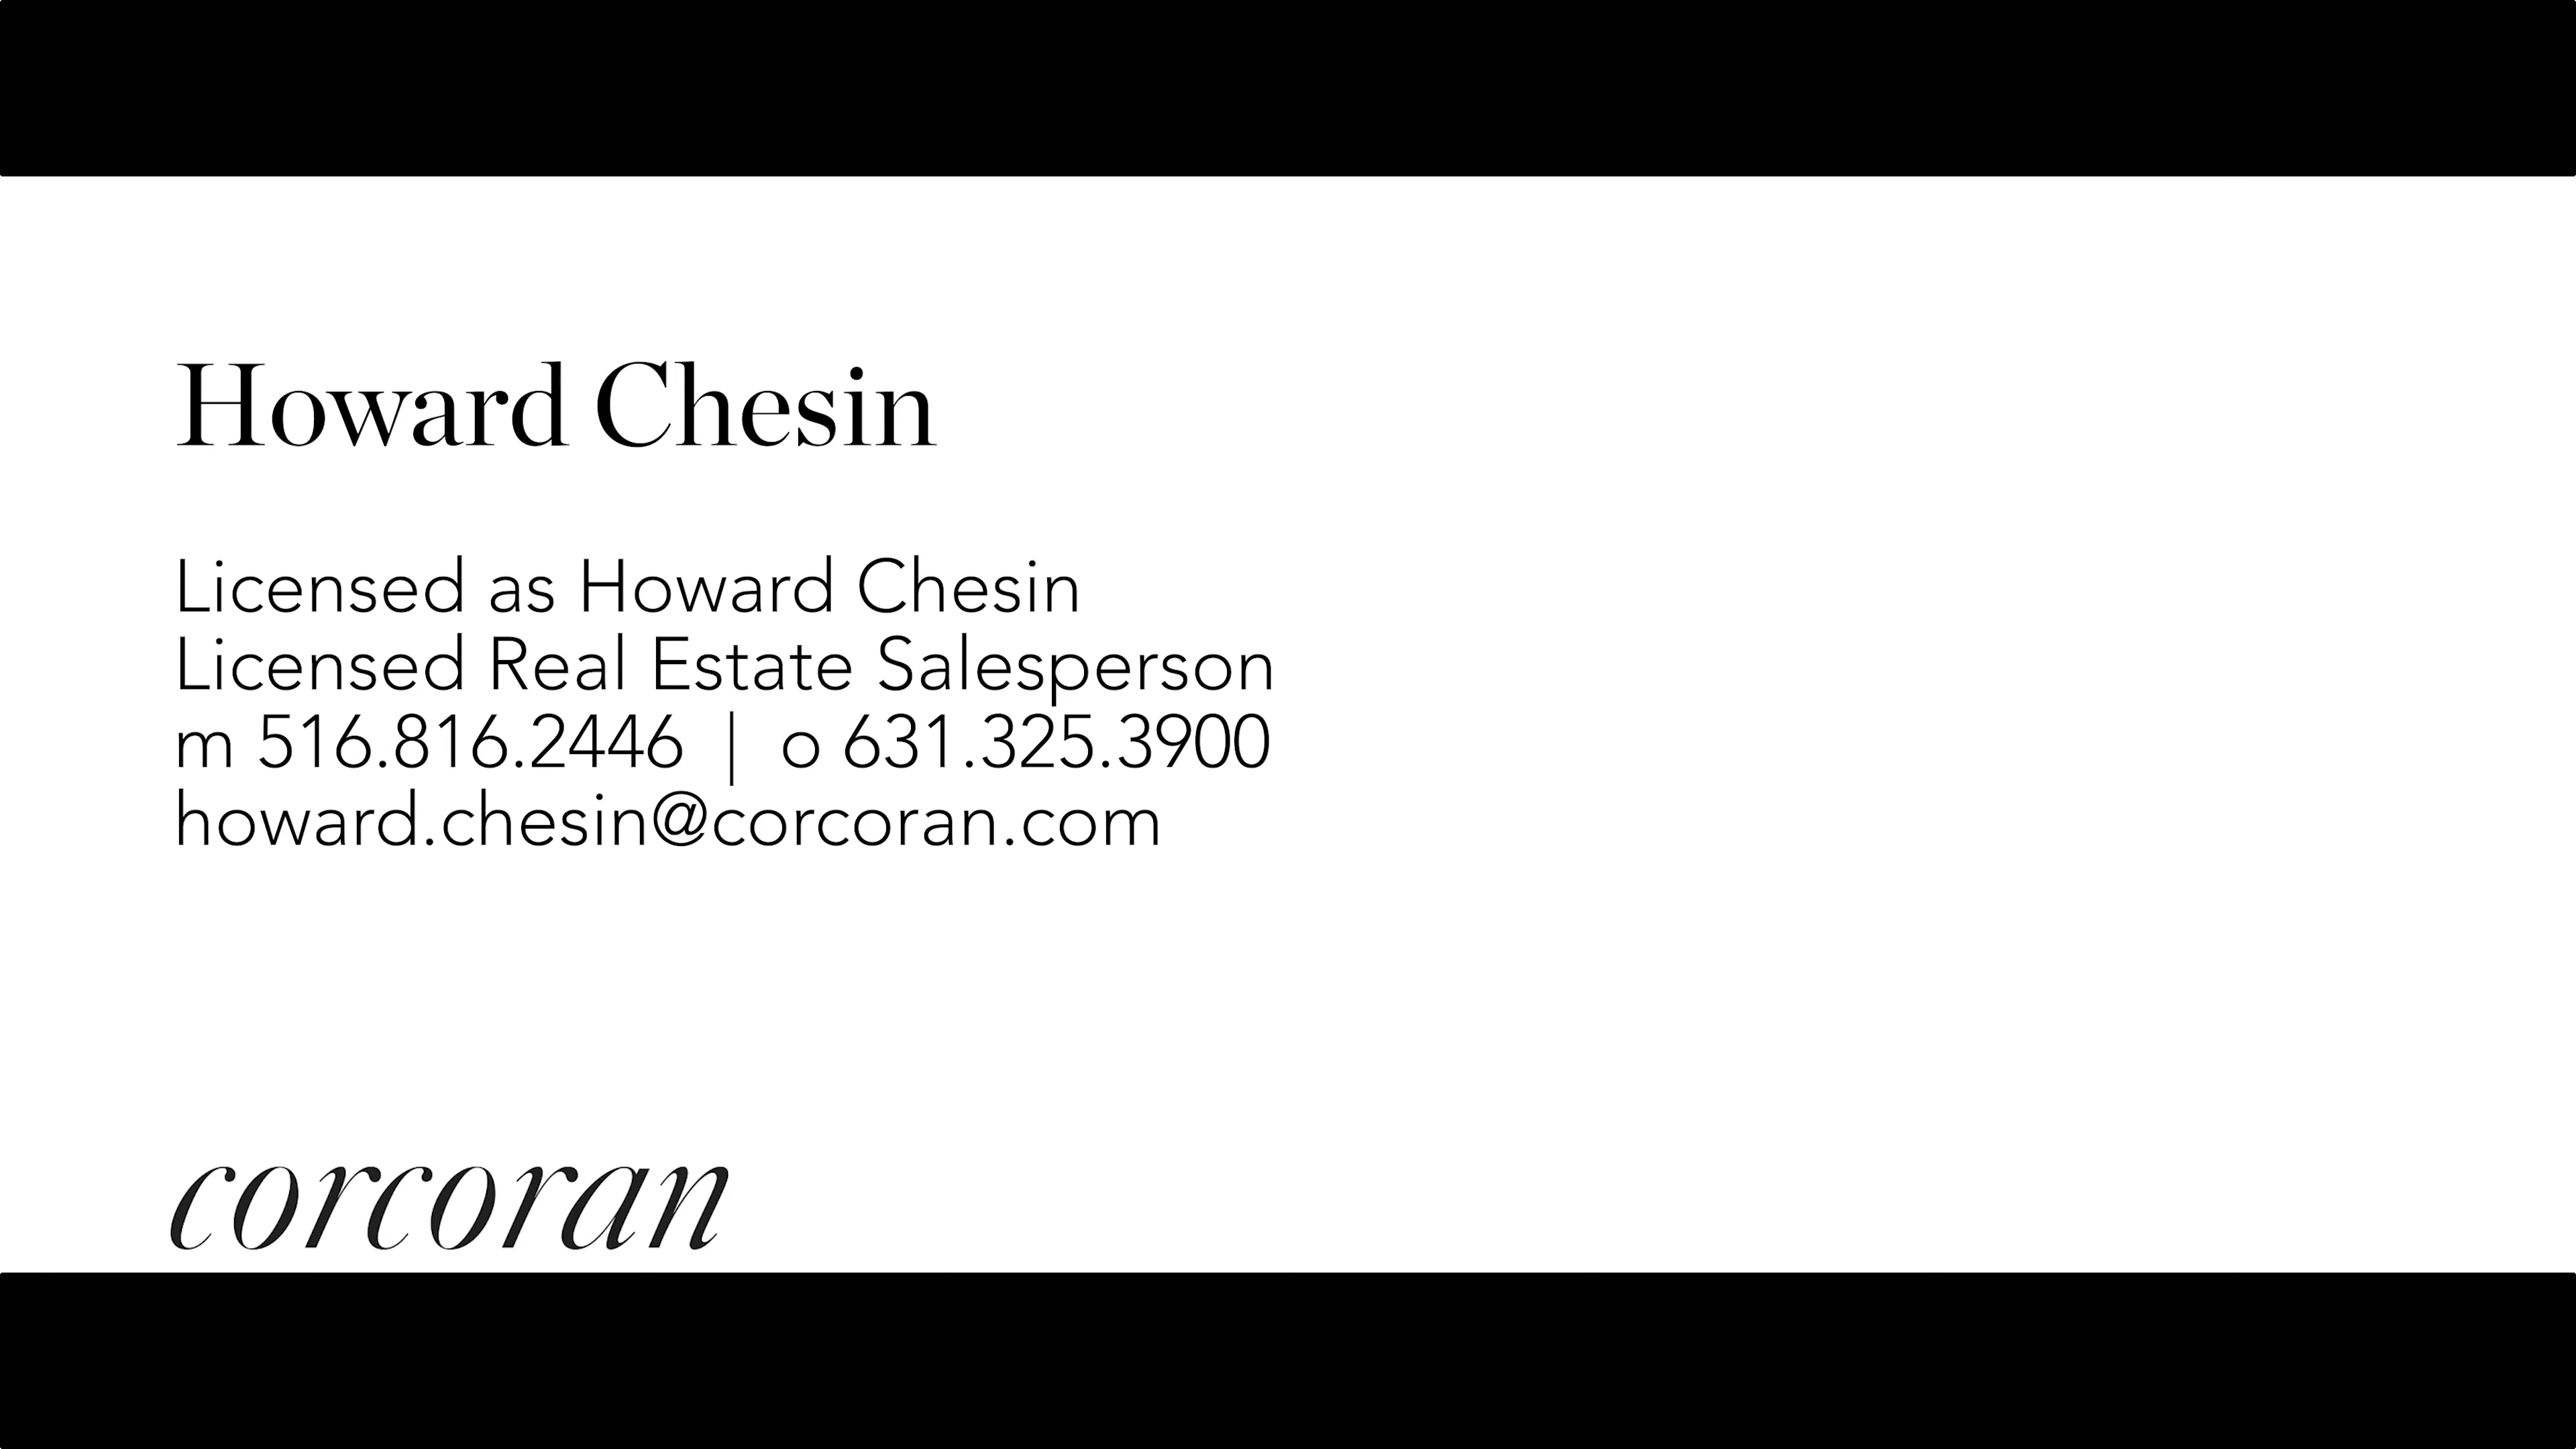 Howard Chesin
Licensed as Howard Chesin
Licensed Real Estate Salesperson
m 516.816.2446 | o 631.325.3900
howard.chesin@corcoran.com
corcoran